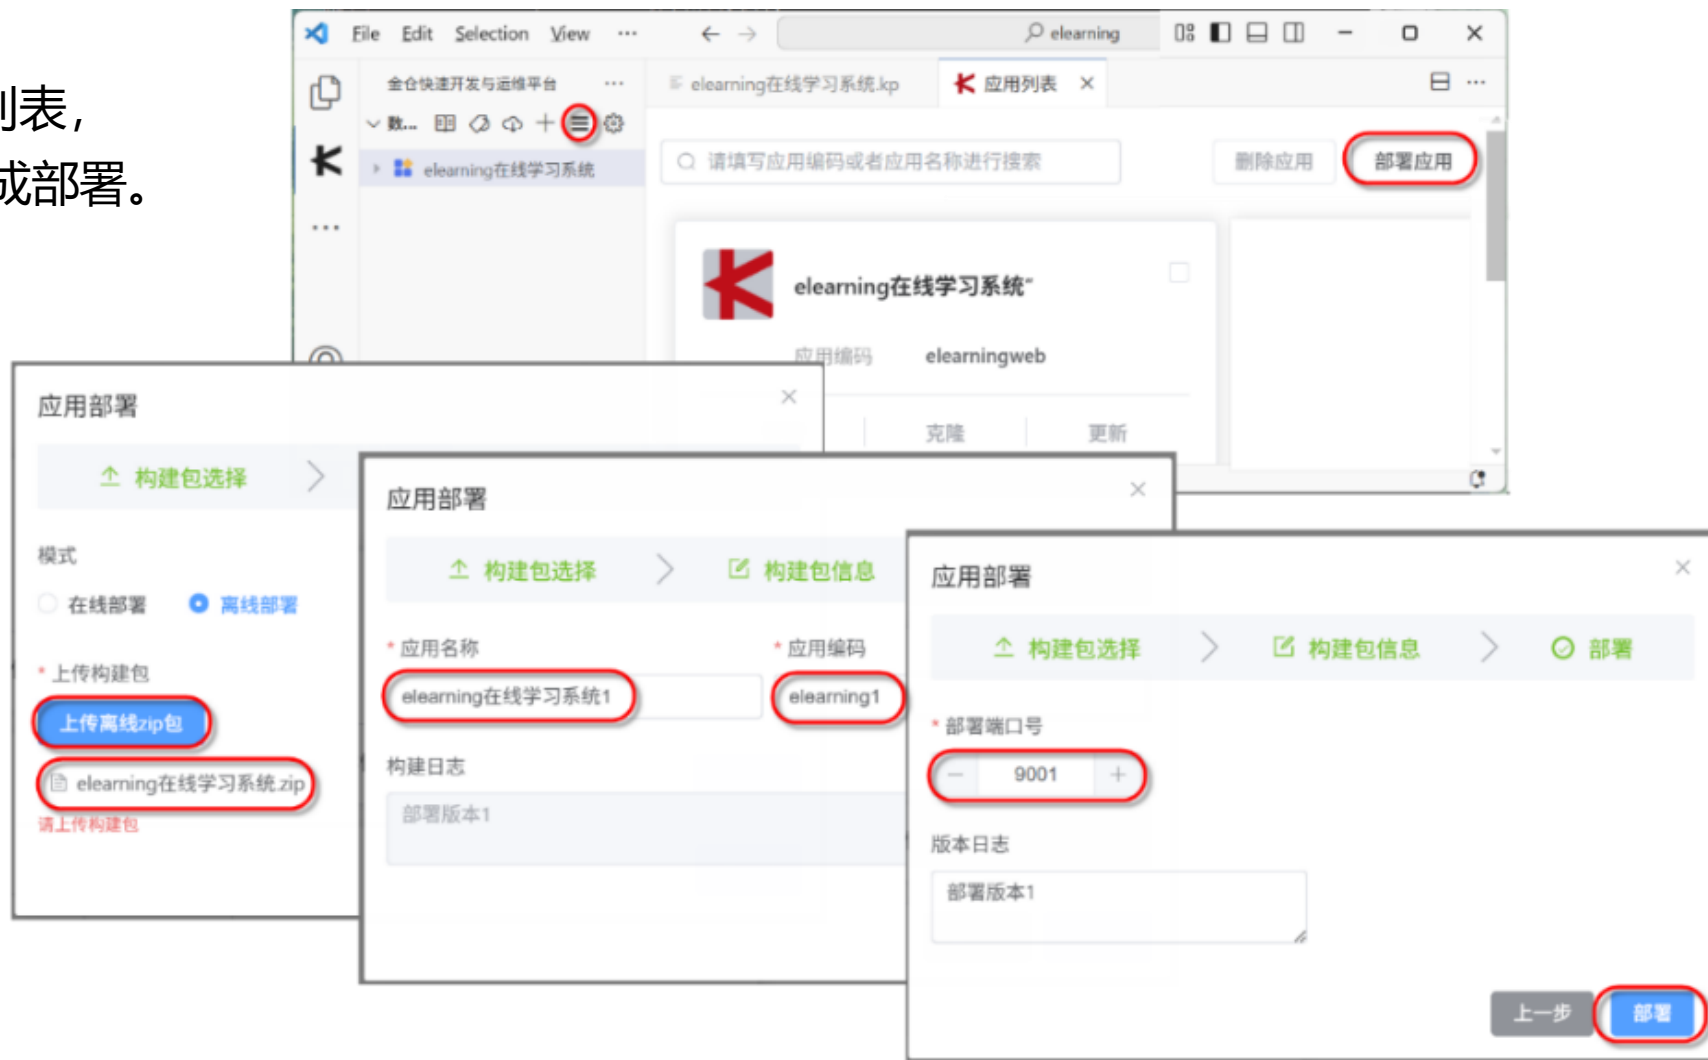 列表，
成部署。
File Edit Selection View ··· elearning
金仓快速开发与运维平台 ···
elearning在线学习系统.kp 应用列表
数...
elearning在线学习系统
请填写应用编码或者应用名称进行搜索 删除应用 部署应用
elearning在线学习系统"
应用编码 elearningweb
克隆 更新
应用部署
构建包选择
模式
在线部署 离线部署
* 上传构建包
上传离线zip包
elearning在线学习系统.zip
请上传构建包
应用部署
构建包选择 构建包信息
* 应用名称 * 应用编码
elearning在线学习系统1 elearning1
构建日志
部署版本1
应用部署
构建包选择 构建包信息 部署
* 部署端口号
9001
版本日志
部署版本1
上一步 部署